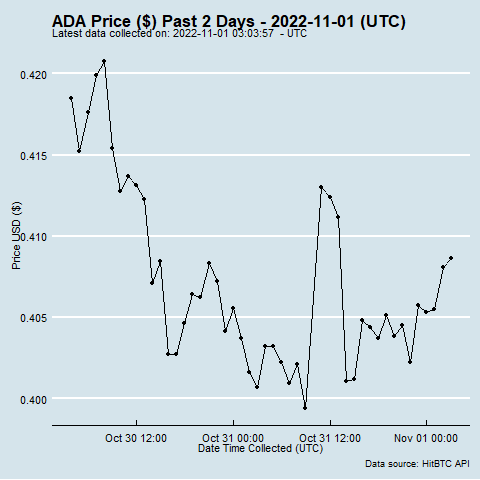 ADA Price ($) Past 2 Days - 2022-11-01 (UTC)
Latest data collected on: 2022-11-01 03:03:57  - UTC
0.420
0.415
0.410
0.405
0.400
Price USD ($)
Oct 30 12:00
Oct 31 00:00
Oct 31 12:00
Nov 01 00:00
Date Time Collected (UTC)
Data source: HitBTC API